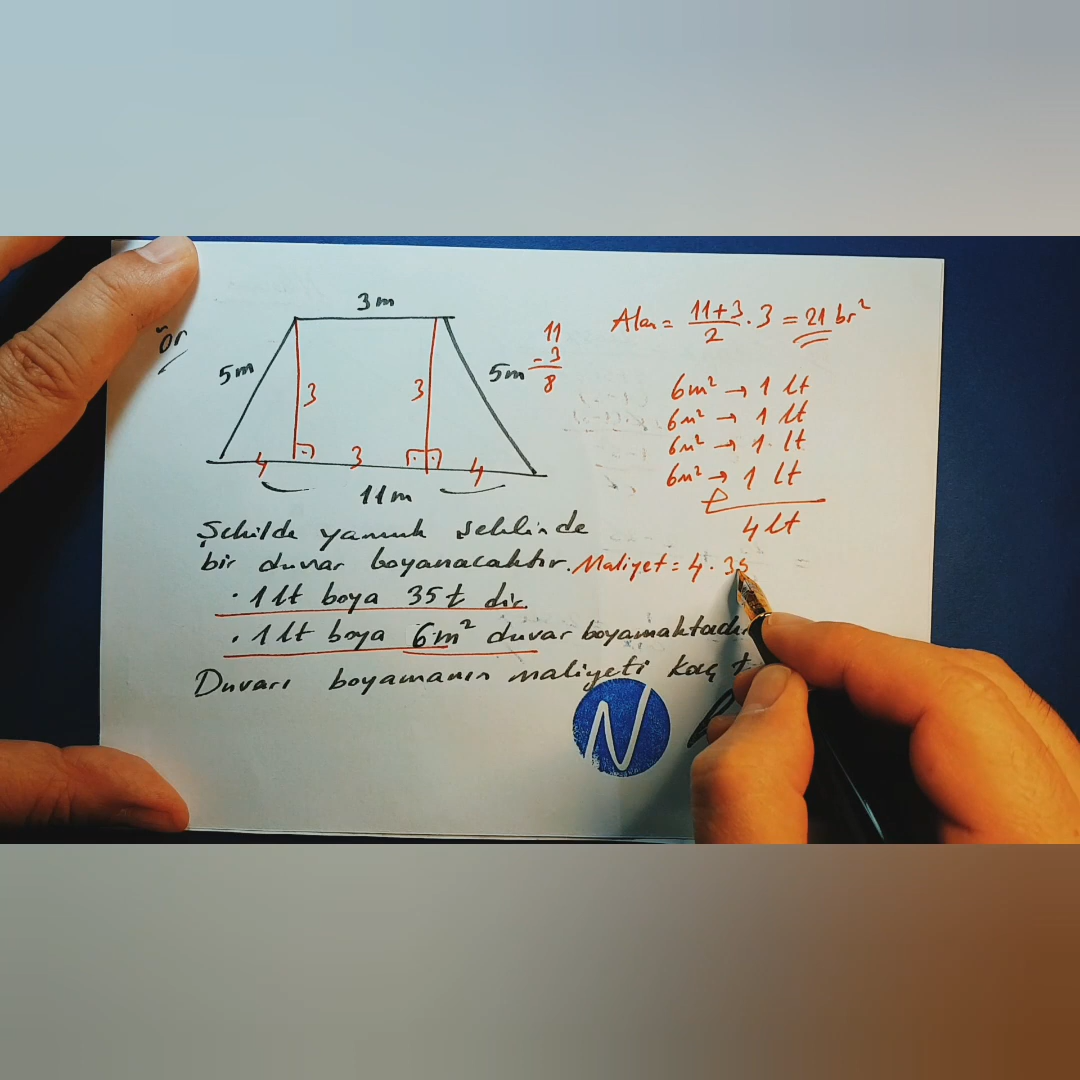 ör
3m
5m
5m
3
3
4
3
4
11m
11
- 3
8
Alan = 11+3/2 . 3 = 21 br²
6m² → 1 lt
6m² → 1 lt
6m² → 1 lt
6m² → 1 lt
4 lt
Şekilde yamuk şeklinde
bir duvar boyanacaktır. Maliyet = 4 . 35
. 1 lt boya 35 ₺ dir.
. 1 lt boya 6m² duvar boyamaktadır
Duvarı boyamanın maliyeti kaç
N